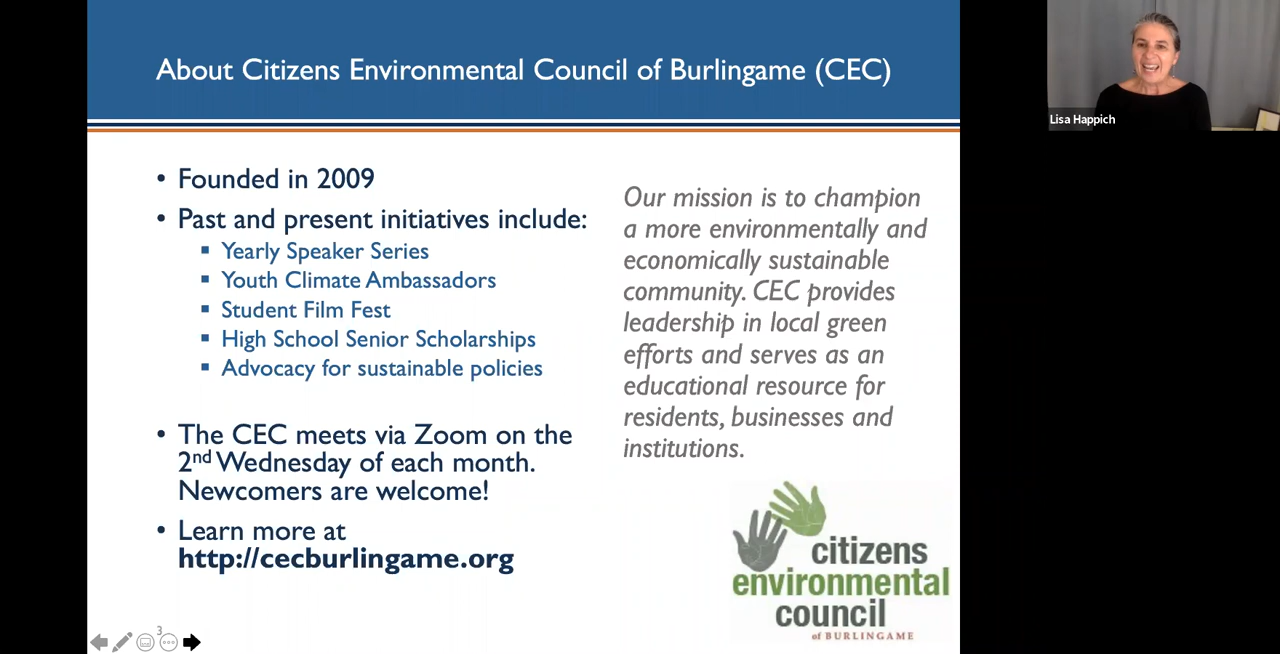 About Citizens Environmental Council of Burlingame (CEC)
Lisa Happich
• Founded in 2009
• Past and present initiatives include:
▪ Yearly Speaker Series
▪ Youth Climate Ambassadors
▪ Student Film Fest
▪ High School Senior Scholarships
▪ Advocacy for sustainable policies
• The CEC meets via Zoom on the
2nd Wednesday of each month.
Newcomers are welcome!
• Learn more at
http://cecburlingame.org
Our mission is to champion
a more environmentally and
economically sustainable
community. CEC provides
leadership in local green
efforts and serves as an
educational resource for
residents, businesses and
institutions.
citizens
environmental
council
of BURLINGAME
3